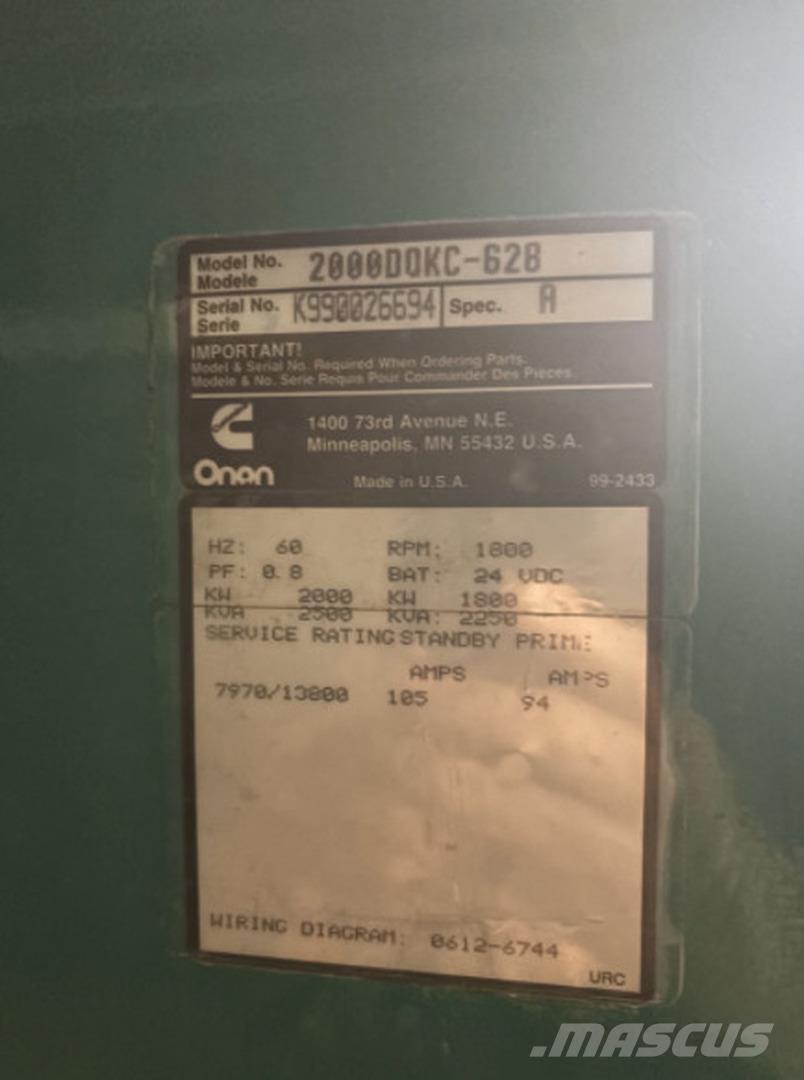 Model No. 2000DQKC-628
Modele
Serial No. K990026694 Spec. A
Serie
IMPORTANT!
Model & Serial No. Required When Ordering Parts.
Modele & No. Serie Requis Pour Commander Des Pieces.
1400 73rd Avenue N.E.
Minneapolis, MN 55432 U.S.A.
Onan
Made in U.S.A. 99-2433
HZ: 60 RPM: 1800
PF: 0.8 BAT: 24 VDC
KW 2000 KW 1800
KVA 2500 KVA: 2250
SERVICE RATING STANDBY PRIME
AMPS AMPS
7970/13800 105 94
WIRING DIAGRAM: 0612-6744
URC
.MASCUS